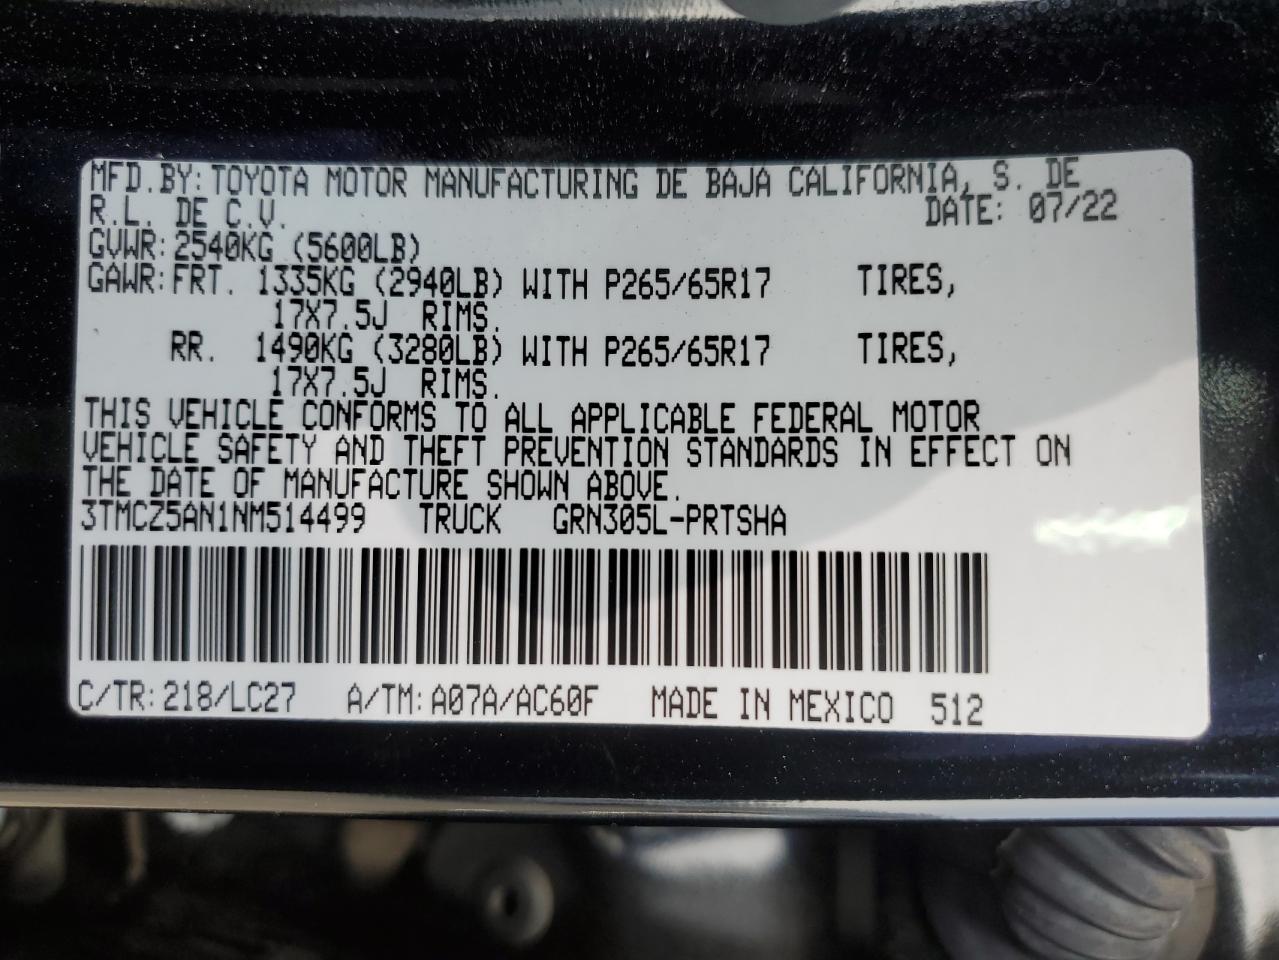 MFD.BY:TOYOTA MOTOR MANUFACTURING DE BAJA CALIFORNIA, S. DE
R.L. DE C.V. DATE: 07/22
GVWR:2540KG (5600LB)
GAWR:FRT. 1335KG (2940LB) WITH P265/65R17 TIRES,
17X7.5J RIMS.
RR. 1490KG (3280LB) WITH P265/65R17 TIRES,
17X7.5J RIMS.
THIS VEHICLE CONFORMS TO ALL APPLICABLE FEDERAL MOTOR
VEHICLE SAFETY AND THEFT PREVENTION STANDARDS IN EFFECT ON
THE DATE OF MANUFACTURE SHOWN ABOVE.
3TMCZ5AN1NM514499 TRUCK GRN305L-PRTSHA
C/TR:218/LC27 A/TM:A07A/AC60F MADE IN MEXICO 512